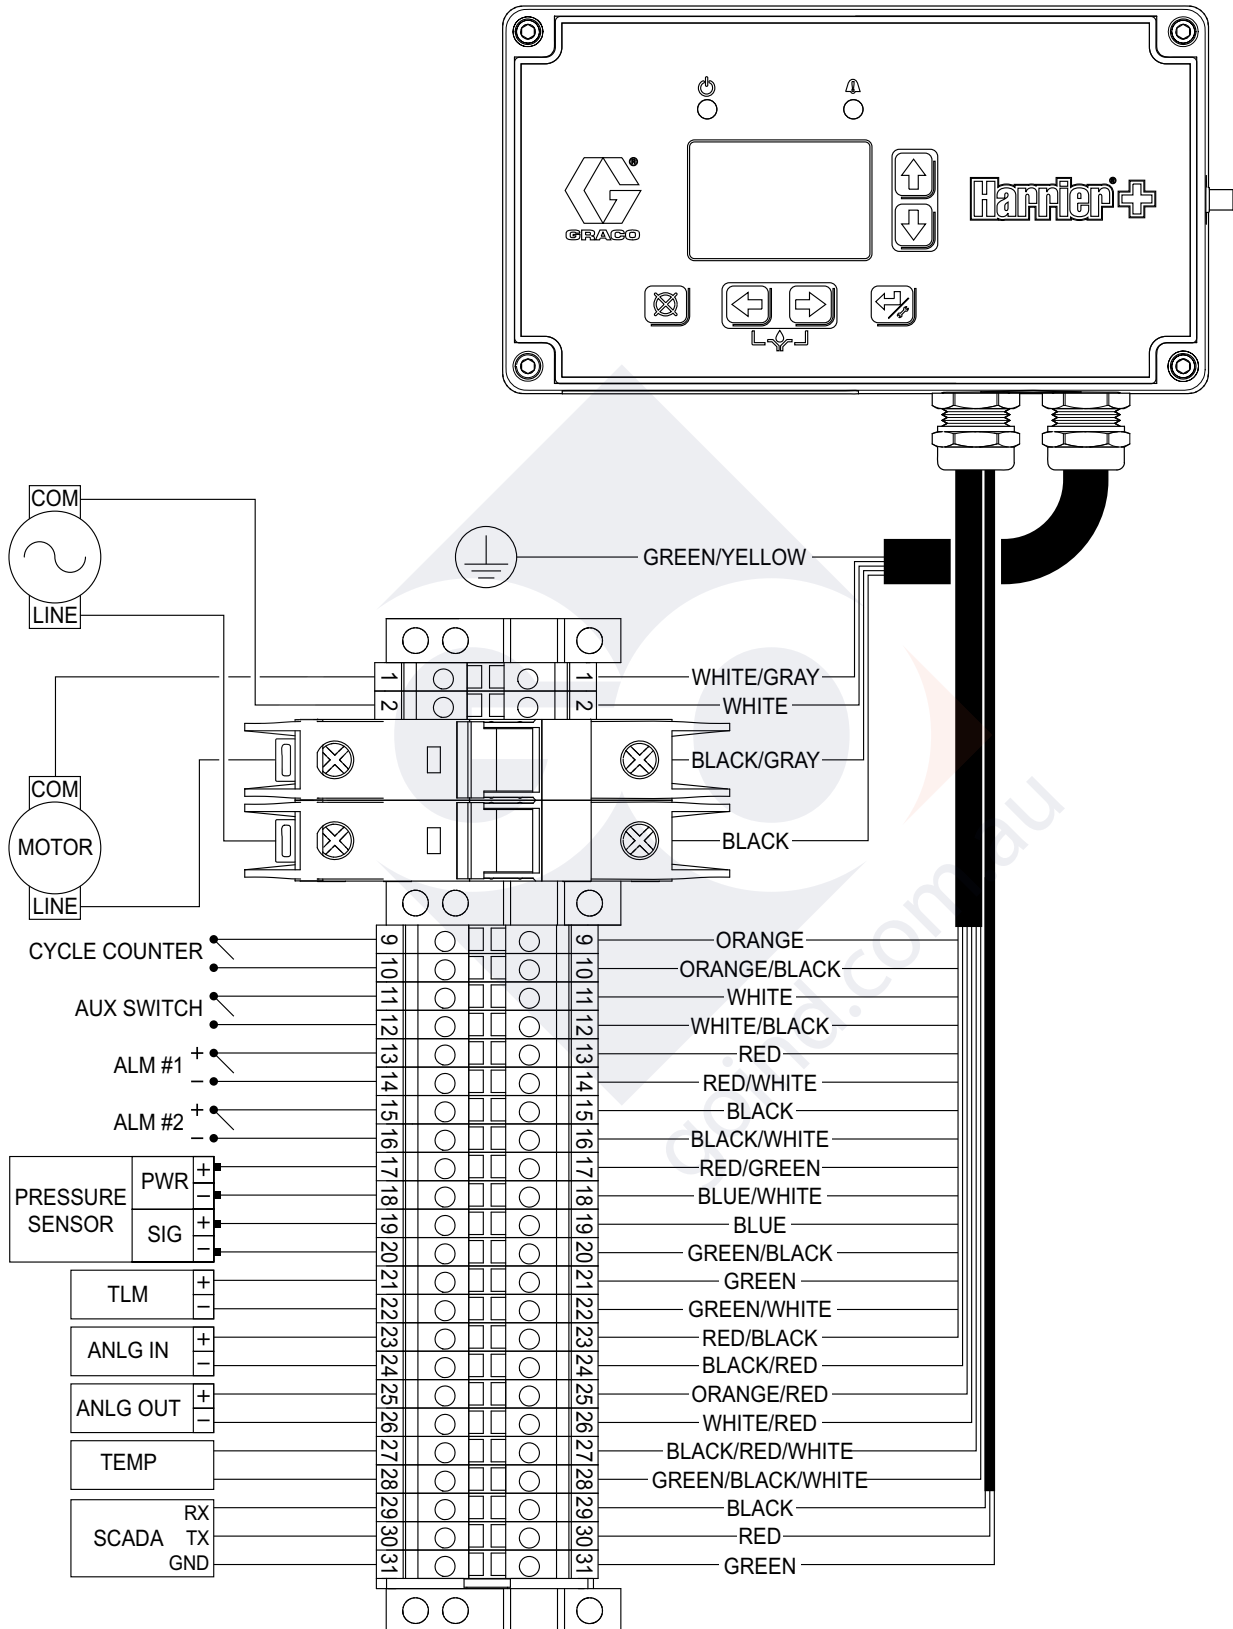 GRACO
®
Harrier®+
COM
LINE
GREEN/YELLOW
1 1 WHITE/GRAY
2 2 WHITE
BLACK/GRAY
BLACK
COM
MOTOR
LINE
CYCLE COUNTER
9 9 ORANGE
10 10 ORANGE/BLACK
AUX SWITCH
11 11 WHITE
12 12 WHITE/BLACK
ALM #1
+ 13 13 RED
– 14 14 RED/WHITE
ALM #2
+ 15 15 BLACK
– 16 16 BLACK/WHITE
PRESSURE
SENSOR
PWR
+ 17 17 RED/GREEN
– 18 18 BLUE/WHITE
SIG
+ 19 19 BLUE
– 20 20 GREEN/BLACK
TLM
+ 21 21 GREEN
– 22 22 GREEN/WHITE
ANLG IN
+ 23 23 RED/BLACK
– 24 24 BLACK/RED
ANLG OUT
+ 25 25 ORANGE/RED
– 26 26 WHITE/RED
TEMP
27 27 BLACK/RED/WHITE
28 28 GREEN/BLACK/WHITE
SCADA
RX 29 29 BLACK
TX 30 30 RED
GND 31 31 GREEN
GO
goind.com.au